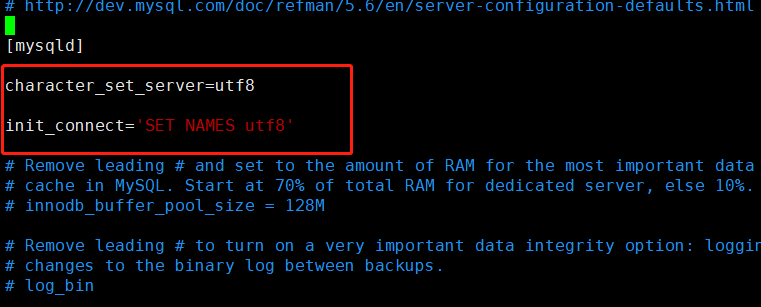 # http://dev.mysql.com/doc/refman/5.6/en/server-configuration-defaults.html
[mysqld]
character_set_server=utf8
init_connect='SET NAMES utf8'
# Remove leading # and set to the amount of RAM for the most important data
# cache in MySQL. Start at 70% of total RAM for dedicated server, else 10%.
# innodb_buffer_pool_size = 128M
# Remove leading # to turn on a very important data integrity option: loggin
# changes to the binary log between backups.
# log_bin